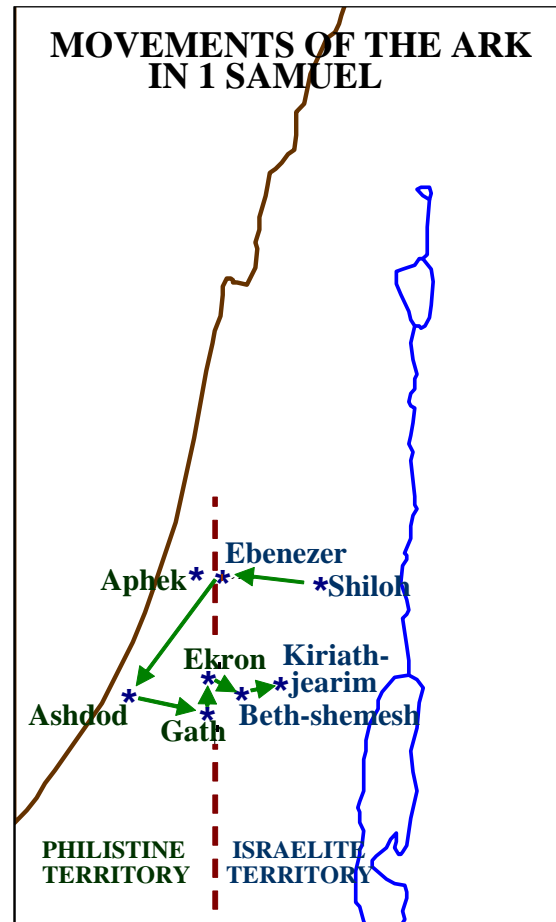 MOVEMENTS OF THE ARK
IN 1 SAMUEL
Ebenezer
Aphek
Shiloh
Ekron
Kiriath-
jearim
Ashdod
Gath
Beth-shemesh
PHILISTINE
TERRITORY
ISRAELITE
TERRITORY